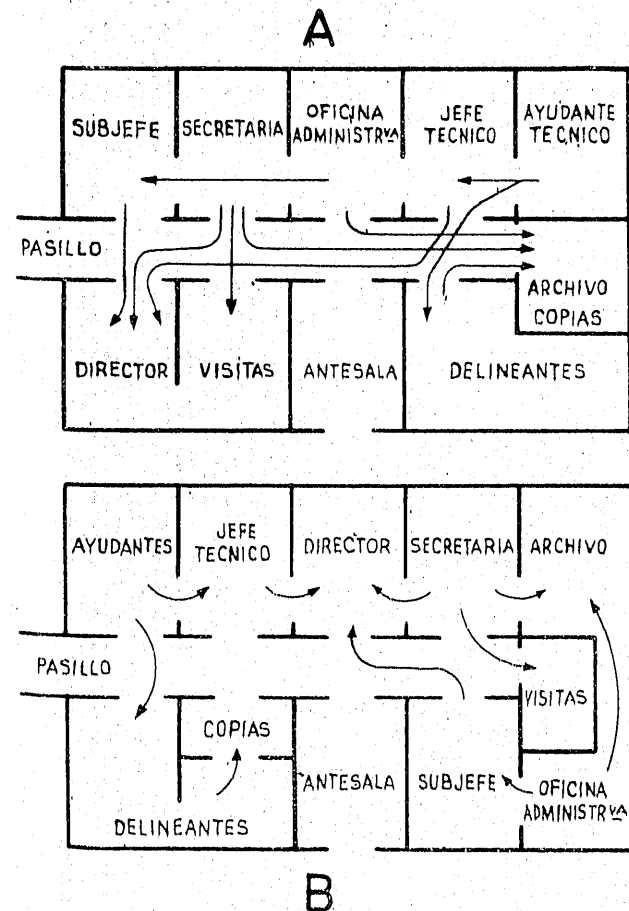 A
SUBJEFE
SECRETARIA
OFICINA
ADMINISTRVA
JEFE
TECNICO
AYUDANTE
TECNICO
PASILLO
ARCHIVO
COPIAS
DIRECTOR
VISITAS
ANTESALA
DELINEANTES
AYUDANTES
JEFE
TECNICO
DIRECTOR
SECRETARIA
ARCHIVO
PASILLO
VISITAS
COPIAS
ANTESALA
SUBJEFE
OFICINA
ADMINISTRVA
DELINEANTES
B